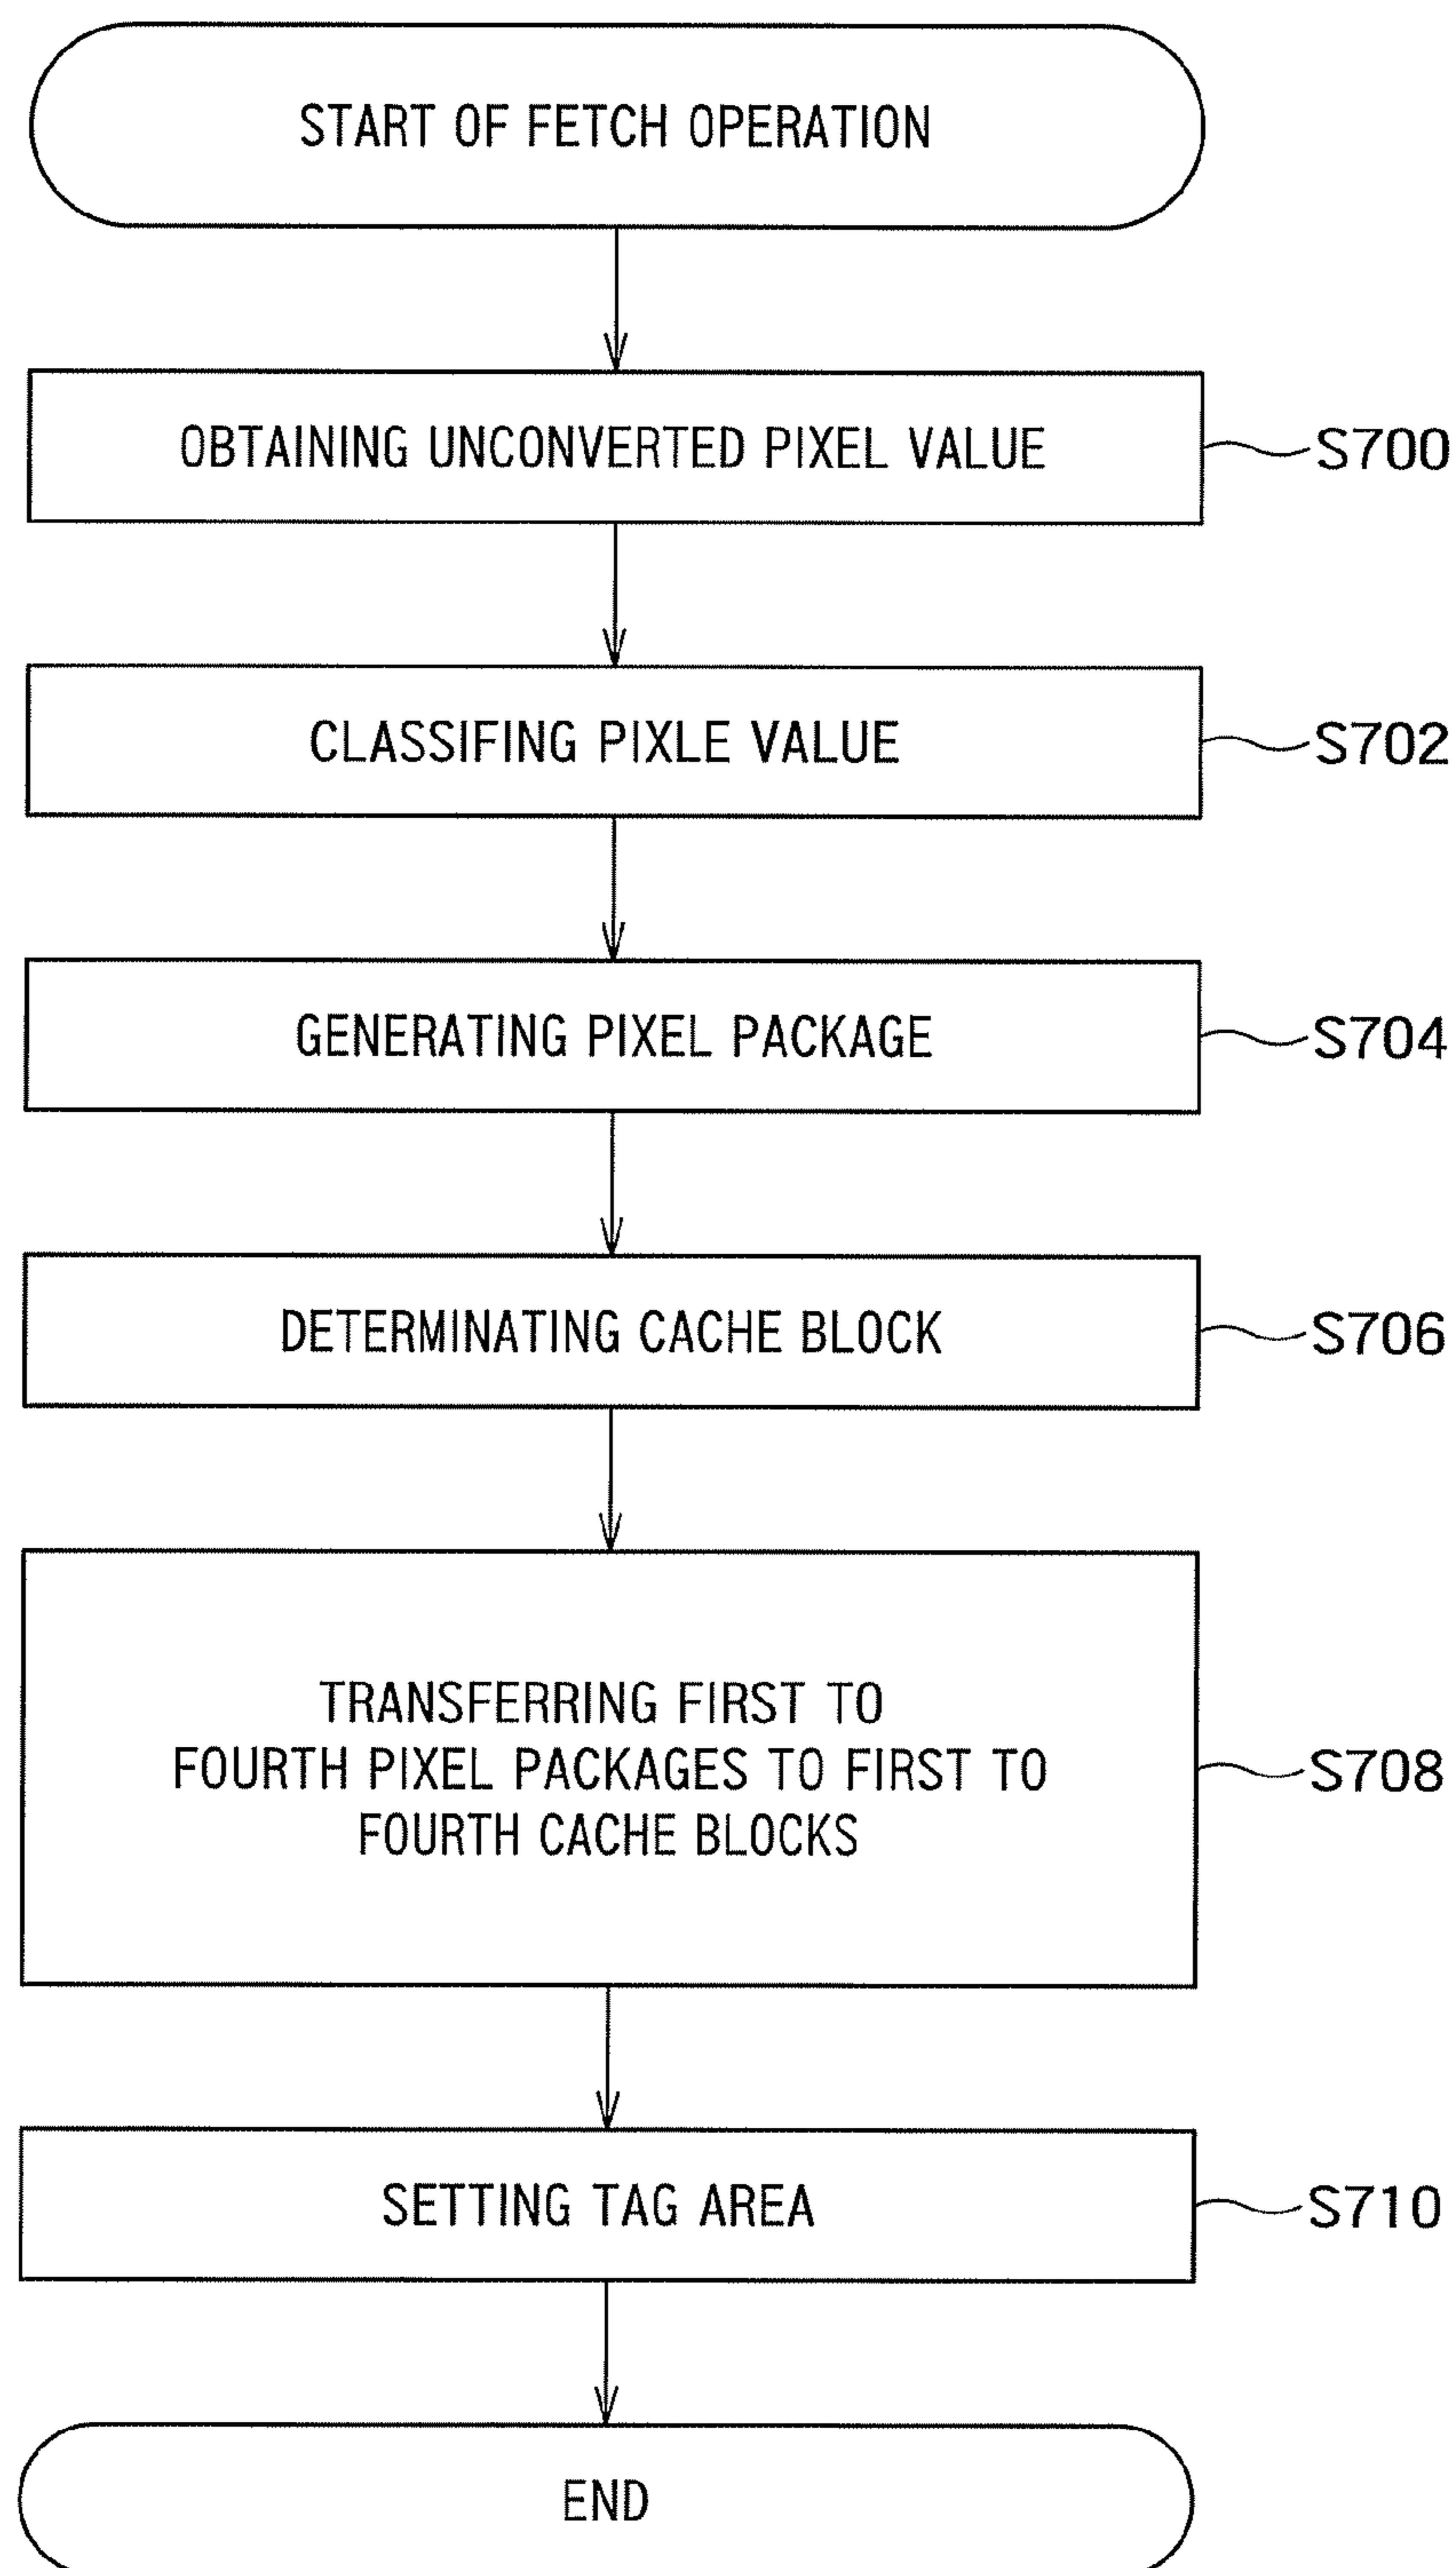 START OF FETCH OPERATION
OBTAINING UNCONVERTED PIXEL VALUE
S700
CLASSIFING PIXLE VALUE
S702
GENERATING PIXEL PACKAGE
S704
DETERMINATING CACHE BLOCK
S706
TRANSFERRING FIRST TO
FOURTH PIXEL PACKAGES TO FIRST TO
FOURTH CACHE BLOCKS
S708
SETTING TAG AREA
S710
END